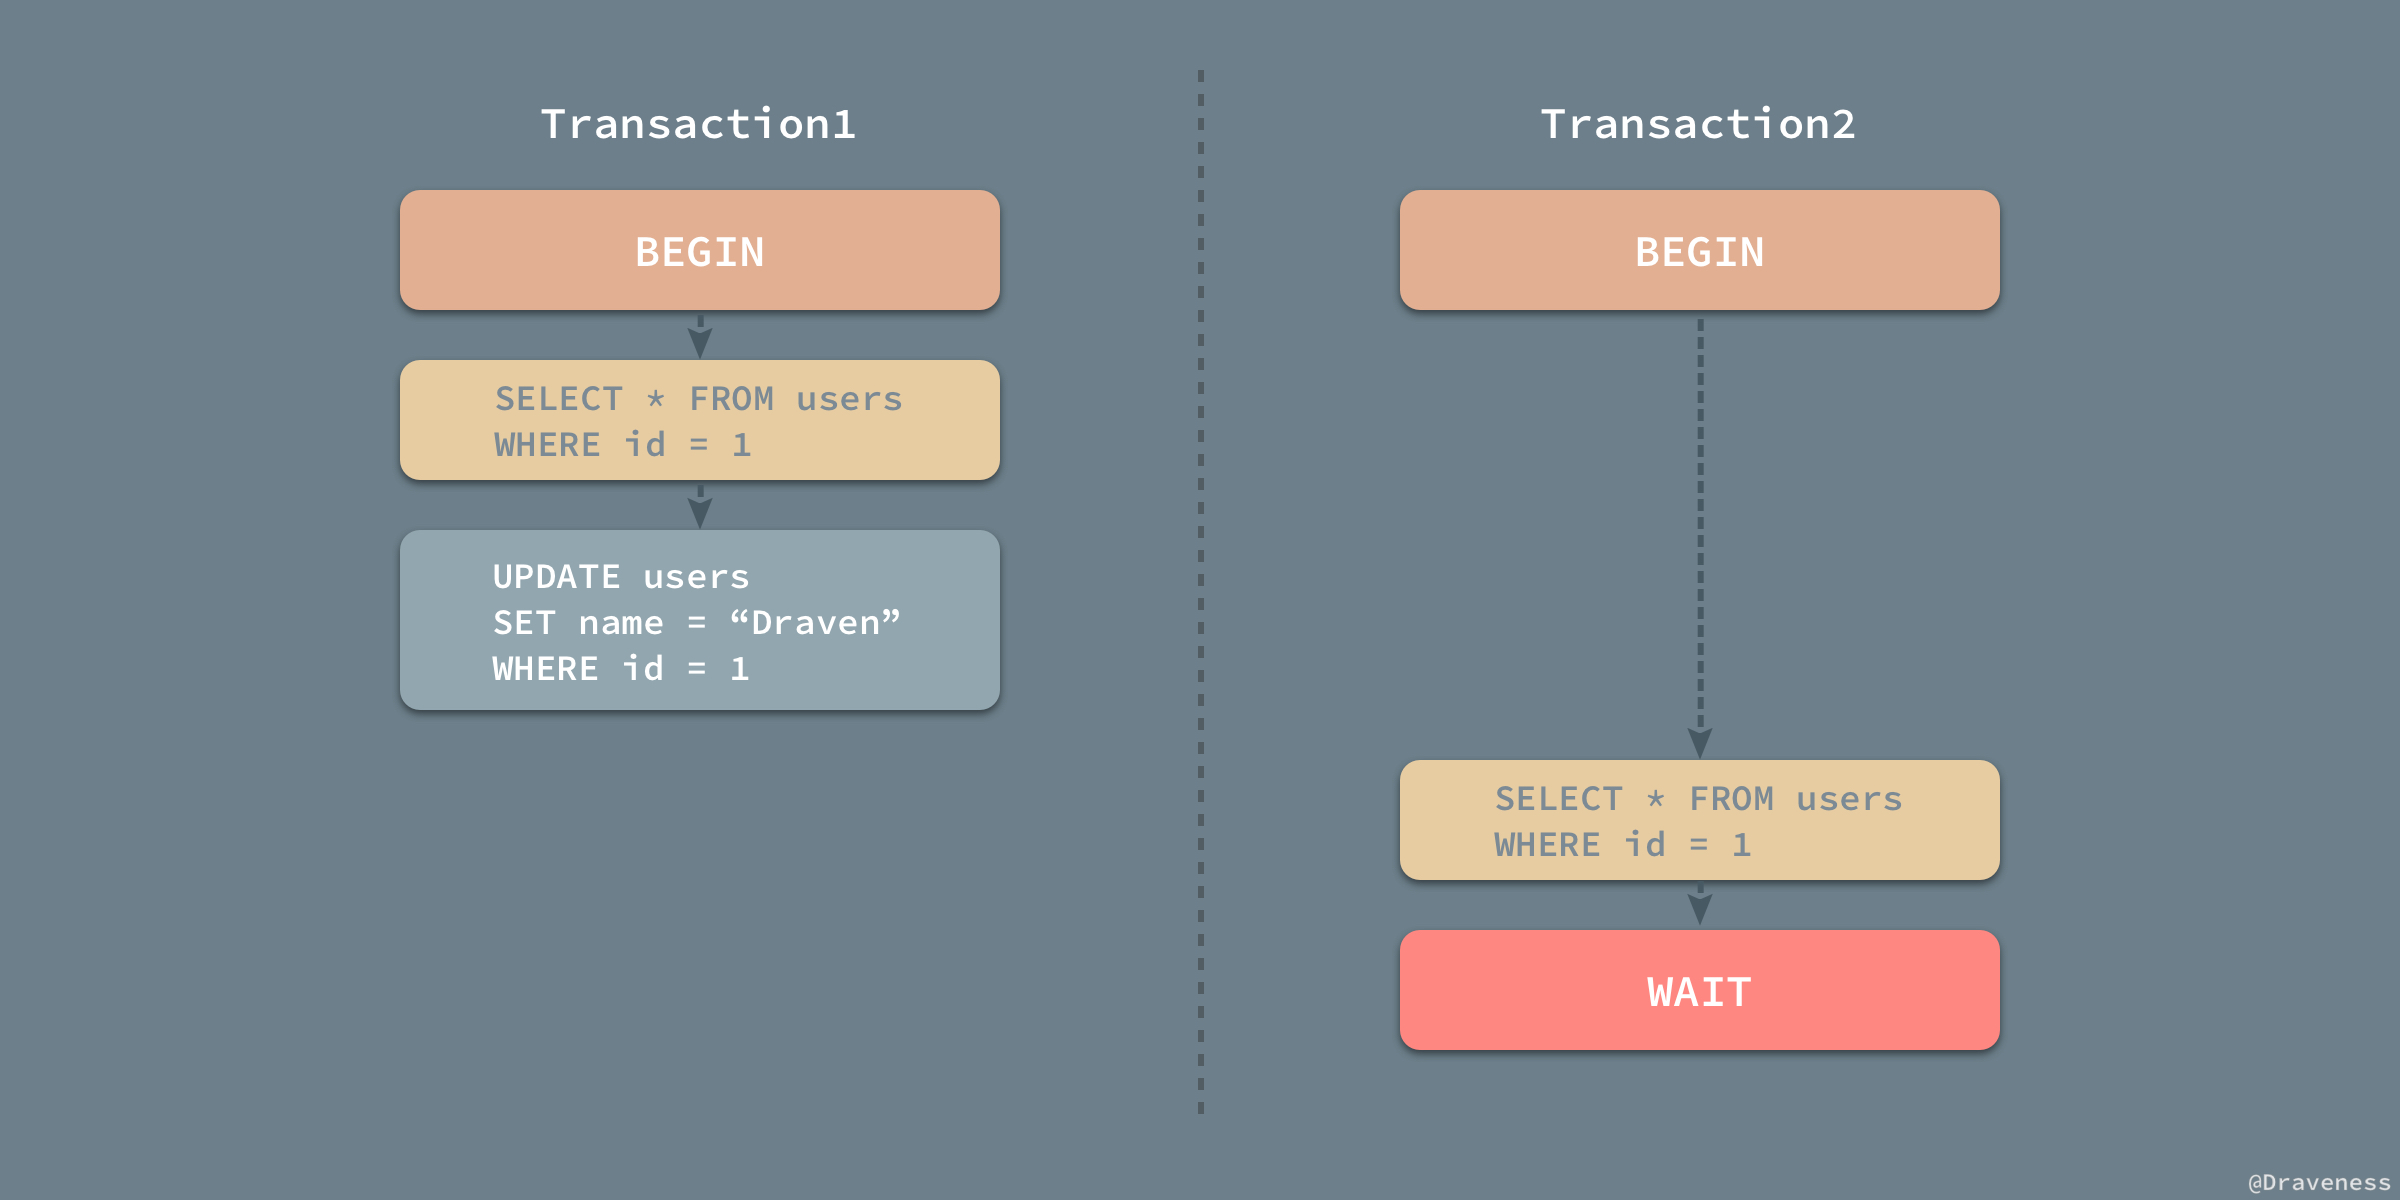 Transaction1
BEGIN
SELECT * FROM users
WHERE id = 1
UPDATE users
SET name = “Draven”
WHERE id = 1
Transaction2
BEGIN
SELECT * FROM users
WHERE id = 1
WAIT
@Draveness